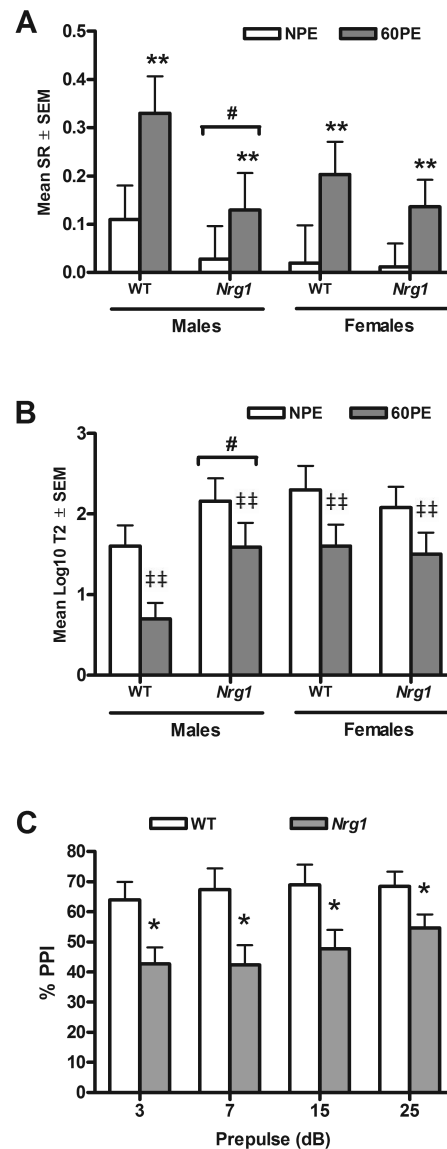 A
NPE 60PE
Mean SR ± SEM
0.5
0.4
0.3
0.2
0.1
0.0
**
#
**
**
**
WT Nrg1 WT Nrg1
Males Females
B
NPE 60PE
Mean Log10 T2 ± SEM
3
2
1
0
‡‡
#
‡‡
‡‡
‡‡
WT Nrg1 WT Nrg1
Males Females
C
WT Nrg1
% PPI
80
70
60
50
40
30
20
10
0
* * * *
3 7 15 25
Prepulse (dB)